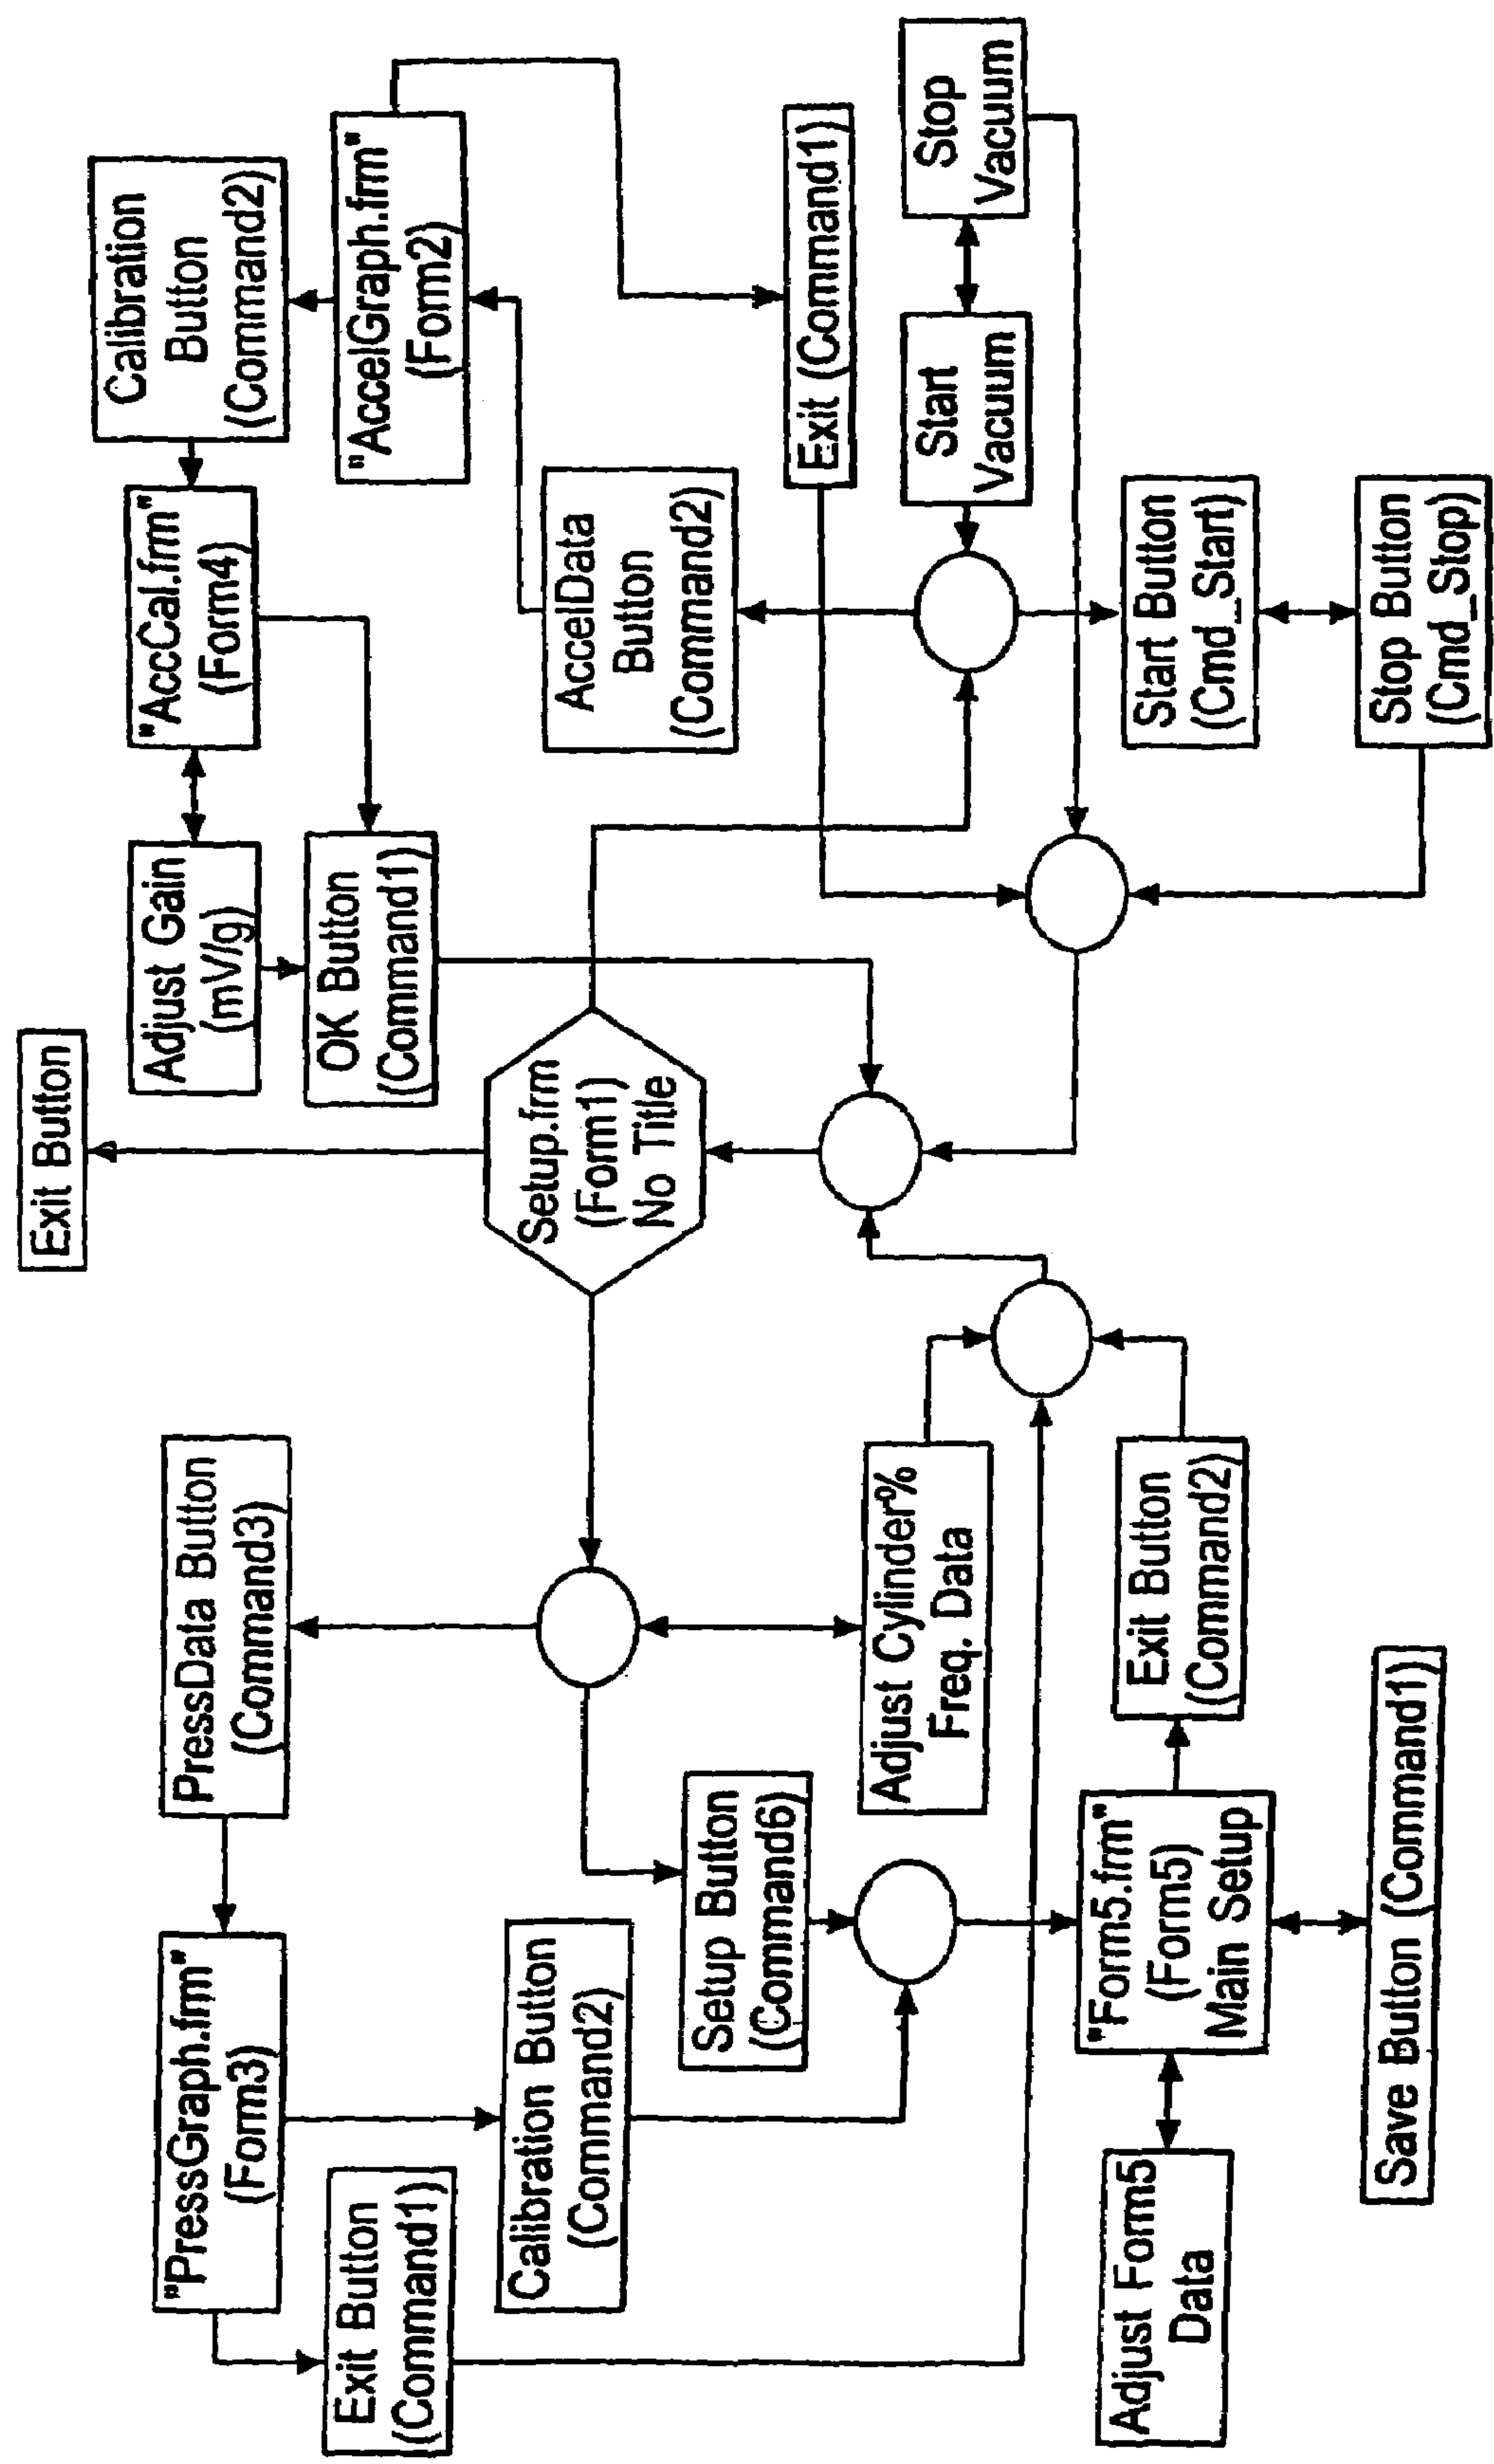 Exit Button
Calibration
Button
(Command2)
"AccCal.frm"
(Form4)
Adjust Gain
(mV/g)
OK Button
(Command1)
"AccelGraph.frm"
(Form2)
PressData Button
(Command3)
"PressGraph.frm"
(Form3)
Exit Button
(Command1)
Calibration Button
(Command2)
Setup.frm
(Form1)
No Title
AccelData
Button
(Command2)
Exit (Command1)
Setup Button
(Command6)
Adjust Cylinder%
Freq. Data
Start
Vacuum
Stop
Vacuum
"Form5.frm"
(Form5)
Main Setup
Exit Button
(Command2)
Start Button
(Cmd_Start)
Adjust Form5
Data
Save Button (Command1)
Stop Button
(Cmd_Stop)